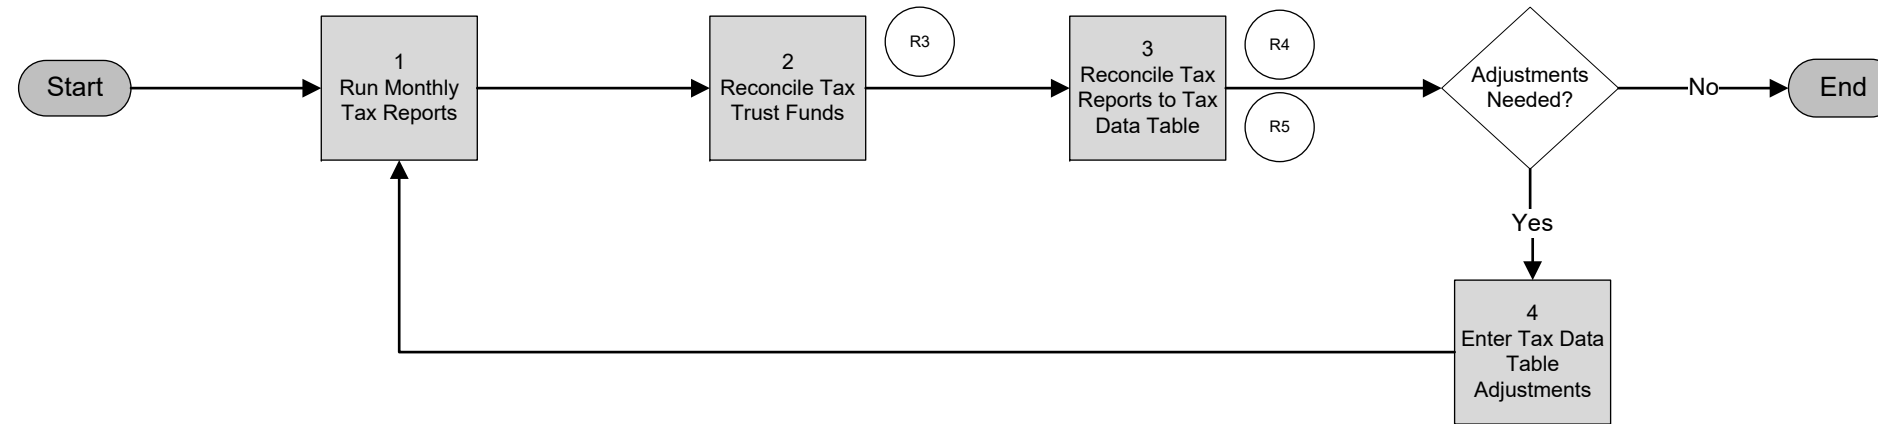 Start
1
Run Monthly
Tax Reports
2
Reconcile Tax
Trust Funds
R3
3
Reconcile Tax
Reports to Tax
Data Table
R4
R5
Adjustments
Needed?
No
End
Yes
4
Enter Tax Data
Table
Adjustments